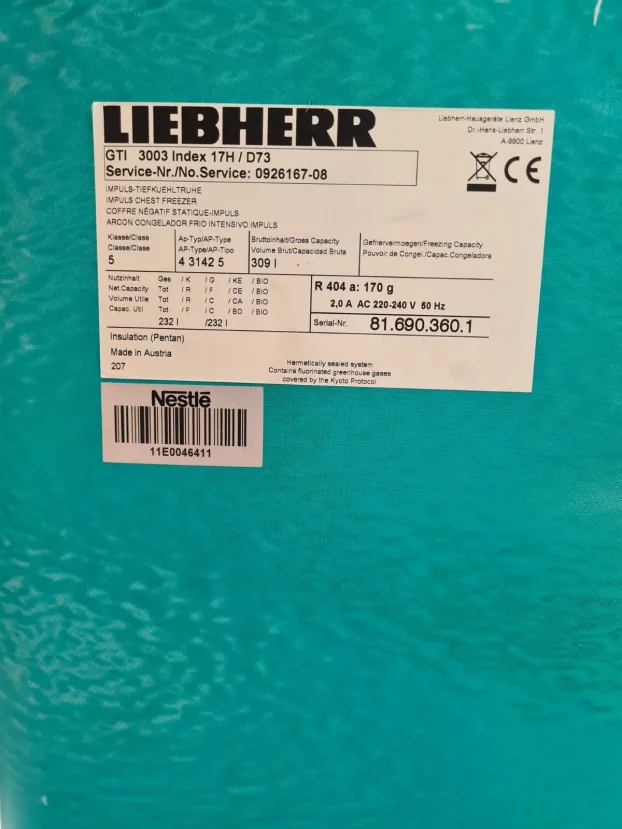 LIEBHERR
Liebherr-Hausgeräte Lienz GmbH
Dr.-Hans-Liebherr Str. 1
A-9900 Lienz
GTI 3003 Index 17H / D73
Service-Nr./No.Service: 0926167-08
CE
IMPULS-TIEFKUEHLTRUHE
IMPULS CHEST FREEZER
COFFRE NÉGATIF STATIQUE-IMPULS
ARCON CONGELADOR FRIO INTENSIVO IMPULS
Klasse/Class Ap-Typ/AP-Type Bruttoinhalt/Gross Capacity Gefriervermoegen/Freezing Capacity
Classe/Clase AP-Type/AP-Tipo Volume Brut/Capacidad Bruta Pouvoir de Congel./Capac.Congeladora
5 4 3142 5 309 l
Nutzinhalt Ges / K / G / KE / BIO
Net.Capacity Tot / R / F / CE / BIO
Volume Utile Tot / R / C / CA / BIO
Capac. Util Tot / F / C / BO / BIO
232 l /232 l
R 404 a: 170 g
2,0 A AC 220-240 V 50 Hz
Serial-Nr. 81.690.360.1
Insulation (Pentan)
Made in Austria
207
Hermetically sealed system
Contains fluorinated greenhouse gases
covered by the Kyoto Protocol
Nestlé
11E0046411